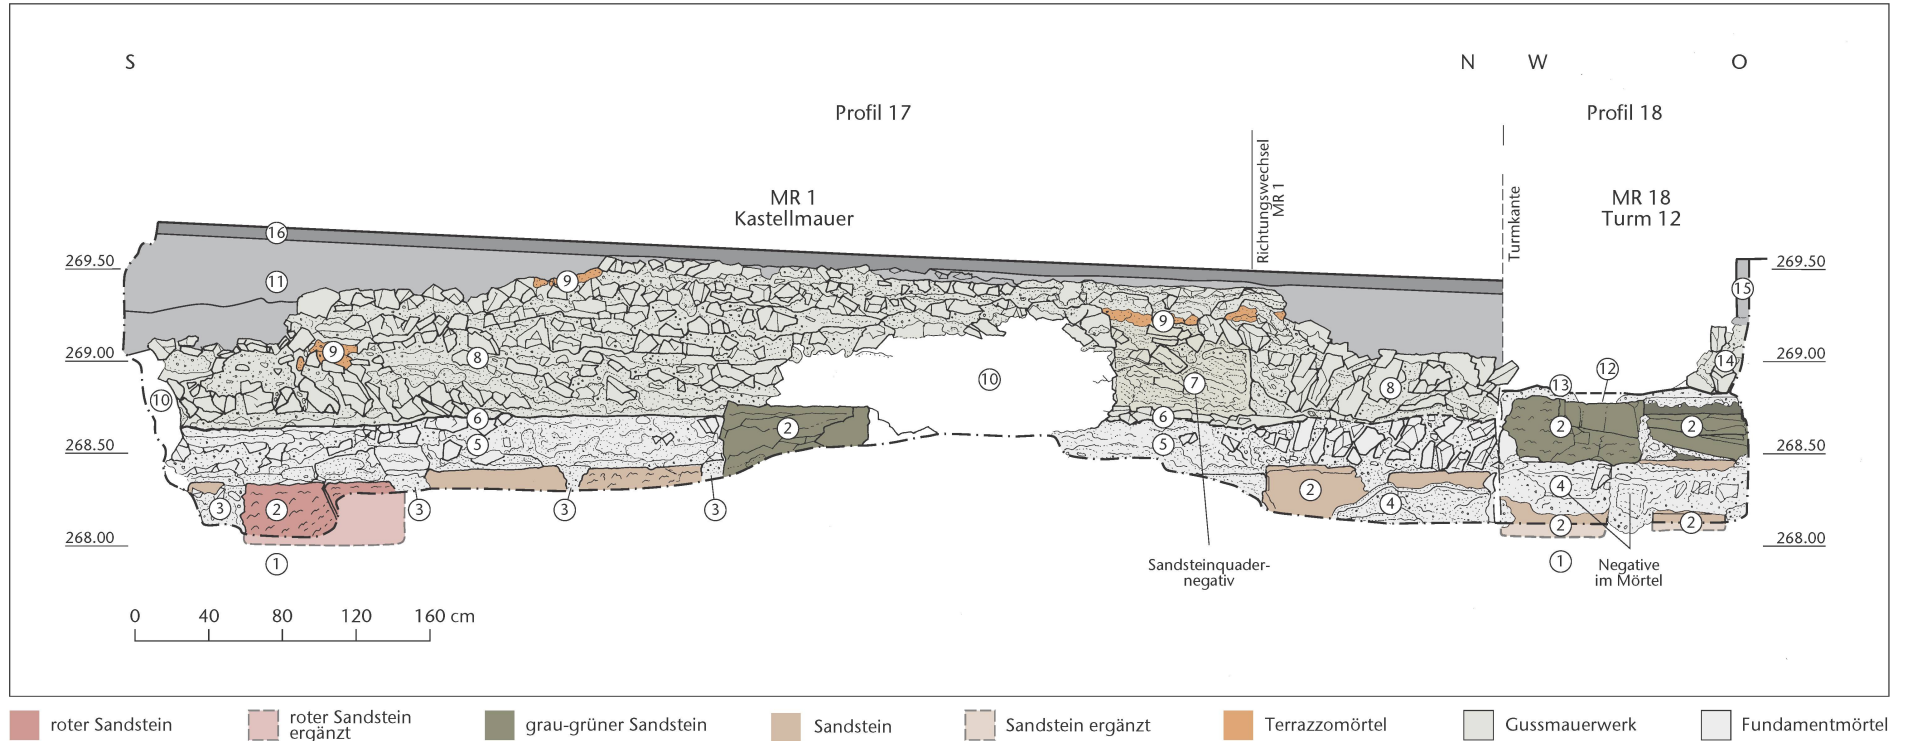 S
N
W
O
Profil 17
Profil 18
Richtungswechsel
MR 1
Turmkante
MR 1
Kastellmauer
MR 18
Turm 12
16
11
9
9
8
10
6
5
2
10
9
7
6
5
8
12
13
14
15
2
2
4
2
2
2
4
3
2
3
3
3
1
1
269.50
269.00
268.50
268.00
269.50
269.00
268.50
268.00
Sandsteinquader-
negativ
Negative
im Mörtel
0 40 80 120 160 cm
roter Sandstein
roter Sandstein
ergänzt
grau-grüner Sandstein
Sandstein
Sandstein ergänzt
Terrazzomörtel
Gussmauerwerk
Fundamentmörtel